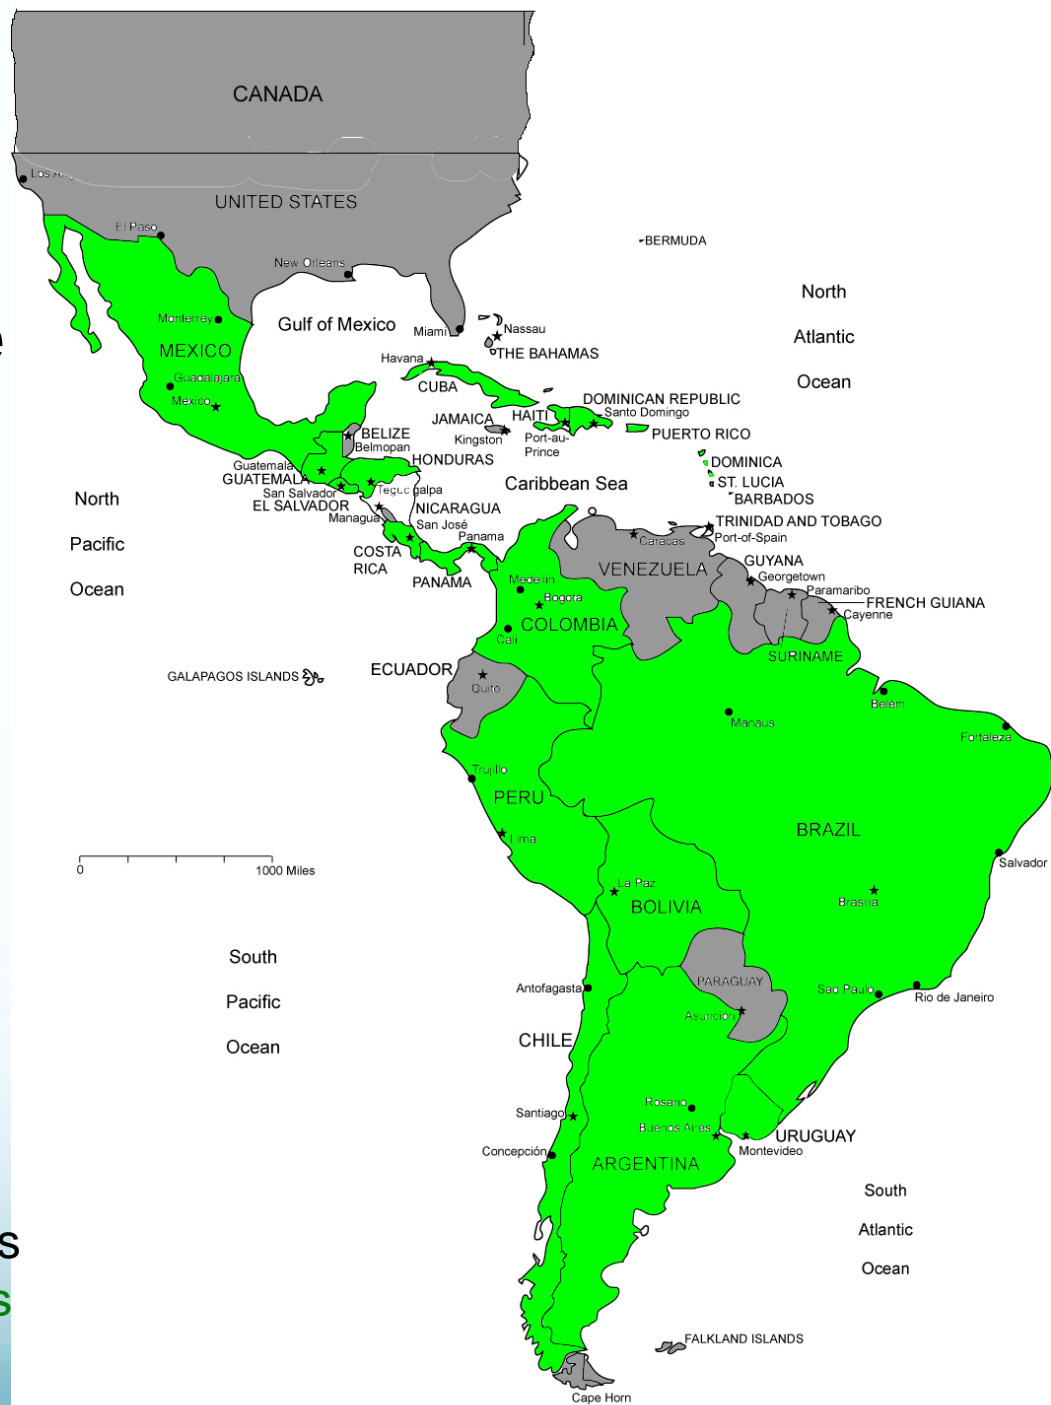 CANADA
Los
UNITED STATES
El Paso
BERMUDA
New Orleans
North
Atlantic
Ocean
Monterrey
Gulf of Mexico
Miami
Nassau
THE BAHAMAS
MEXICO
Havana
CUBA
Guadalajara
Mexico
DOMINICAN REPUBLIC
Santo Domingo
HAITI
JAMAICA
Kingston
Port-au-
Prince
PUERTO RICO
BELIZE
Belmopan
HONDURAS
DOMINICA
Guatemala
GUATEMALA
ST. LUCIA
Caribbean Sea
BARBADOS
San Salvador
EL SALVADOR
North
Pacific
Ocean
NICARAGUA
Managua
San José
TRINIDAD AND TOBAGO
Port-of-Spain
Panama
COSTA
RICA
PANAMA
Caracas
VENEZUELA
GUYANA
Georgetown
Medellín
Paramaribo
Bogotá
FRENCH GUIANA
Cayenne
COLOMBIA
Cali
SURINAME
ECUADOR
GALAPAGOS ISLANDS
Quito
Belém
Manaus
Fortaleza
Trujillo
PERU
BRAZIL
Lima
0
1000 Miles
Salvador
La Paz
BOLIVIA
Brasilia
South
Pacific
Ocean
PARAGUAY
Antofagasta
Sao Paulo
Rio de Janeiro
Asunción
CHILE
Santiago
Rosario
Buenos Aires
URUGUAY
Montevideo
Concepción
ARGENTINA
South
Atlantic
Ocean
s
s
FALKLAND ISLANDS
Cape Horn